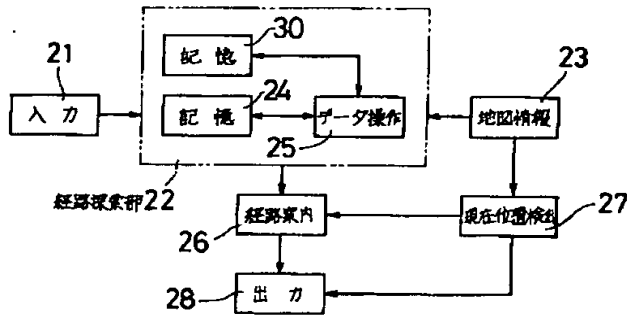 21
入力
記憶
30
記憶
24
データ操作
25
23
地図情報
経路探索部22
経路案内
26
現在位置検出
27
28
出力